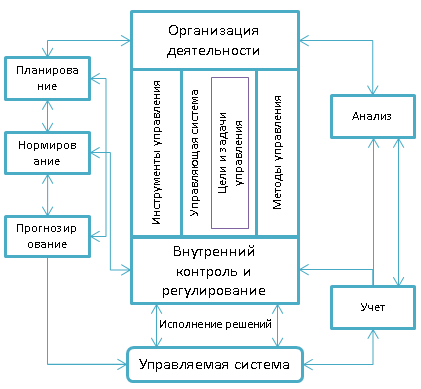 Организация
деятельности
Планирова
ние
Нормиров
ание
Прогнозир
ование
Инструменты управления
Управляющая система
Цели и задачи
управления
Методы управления
Анализ
Внутренний
контроль и
регулирование
Учет
Исполнение решений
Управляемая система